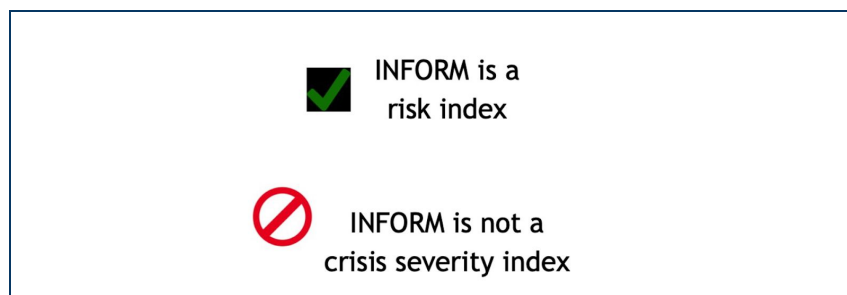 INFORM is a
risk index
INFORM is not a
crisis severity index